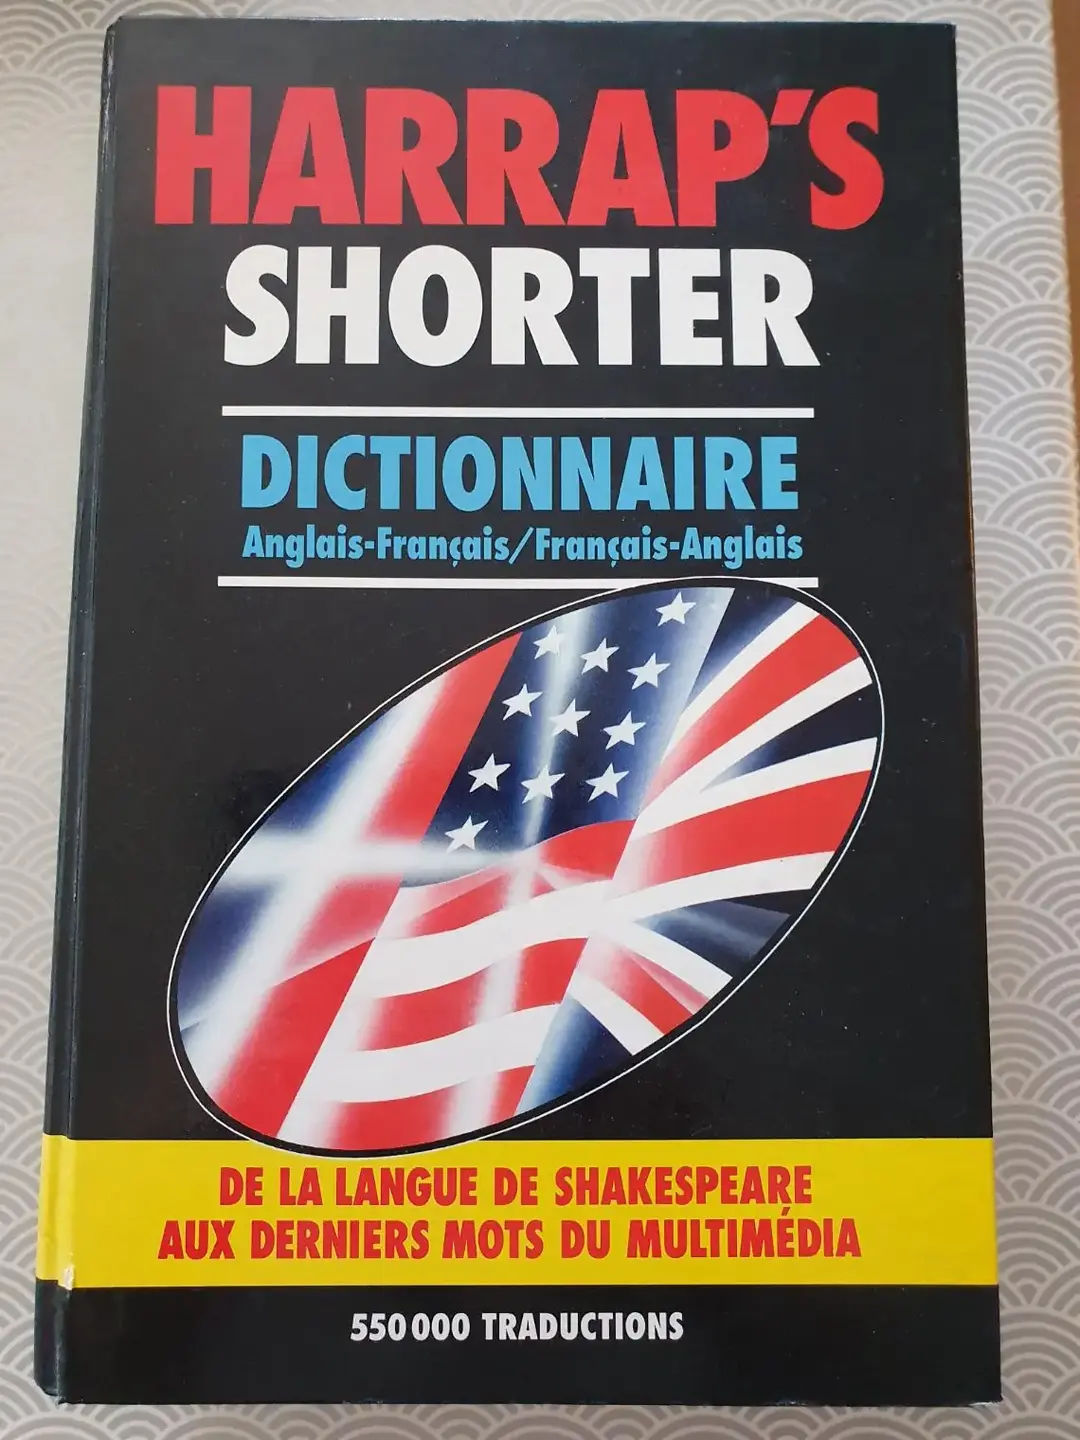 HARRAP'S
SHORTER
DICTIONNAIRE
Anglais-Français/Français-Anglais
DE LA LANGUE DE SHAKESPEARE
AUX DERNIERS MOTS DU MULTIMÉDIA
550 000 TRADUCTIONS